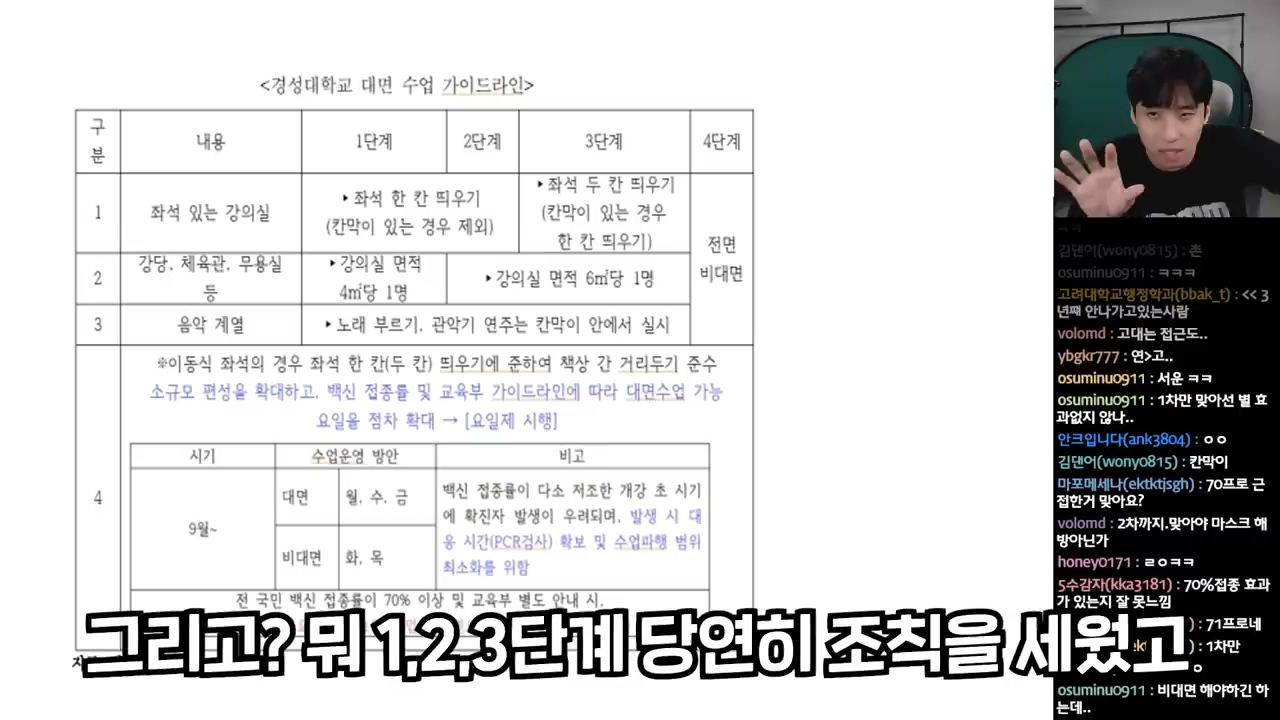 <경성대학교 대면 수업 가이드라인>
구분
내용
1단계
2단계
3단계
4단계
1
좌석 있는 강의실
▸좌석 한 칸 띄우기
(칸막이 있는 경우 제외)
▸좌석 두 칸 띄우기
(칸막이 있는 경우
한 칸 띄우기)
전면
비대면
2
강당, 체육관, 무용실
등
▸강의실 면적
4㎡당 1명
▸강의실 면적 6㎡당 1명
3
음악 계열
▸노래 부르기, 관악기 연주는 칸막이 안에서 실시
4
※이동식 좌석의 경우 좌석 한 칸(두 칸) 띄우기에 준하여 책상 간 거리두기 준수
소규모 편성을 확대하고, 백신 접종률 및 교육부 가이드라인에 따라 대면수업 가능
요일을 점차 확대 → [요일제 시행]
시기
수업운영 방안
비고
9월~
대면
월, 수, 금
비대면
화, 목
백신 접종률이 다소 저조한 개강 초 시기
에 확진자 발생이 우려되며, 발생 시 대
응 시간(PCR검사) 확보 및 수업파행 범위
최소화를 위함
전 국민 백신 접종률이 70% 이상 및 교육부 별도 안내 시.
그리고? 뭐 1,2,3단계 당연히 조칙을 세웠고.
김댄어(wony0815) : 촌
osuminu0911 : ㅋㅋㅋ
고려대학교행정학과(bbak_t) : << 3
년째 안나가고있는사람
volomd : 고대는 접근도..
ybgkr777 : 연>고..
osuminu0911 : 서운 ㅋㅋ
osuminu0911 : 1차만 맞아선 별 효
과없지 않나..
안크입니다(ank3804) : ㅇㅇ
김댄어(wony0815) : 칸막이
마포메세나(ektktjsgh) : 70프로 근
접한거 맞아요?
volomd : 2차까지.맞아야 마스크 해
방아닌가
honey0171 : ㄹㅇㅋㅋ
5수감자(kka3181) : 70%접종 효과
가 있는지 잘 못느낌
: 71프로네
: 1차만
osuminu0911 : 비대면 해야하긴 하
는데..